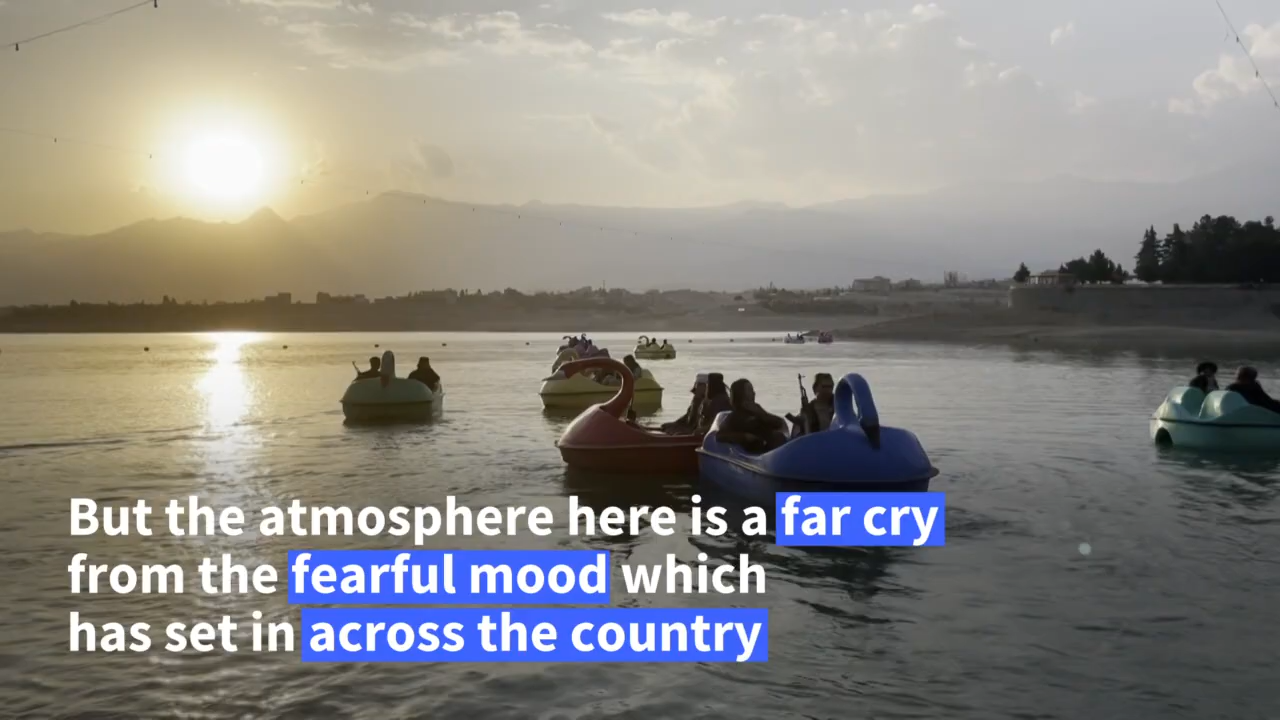 But the atmosphere here is a far cry
from the fearful mood which
has set in across the country